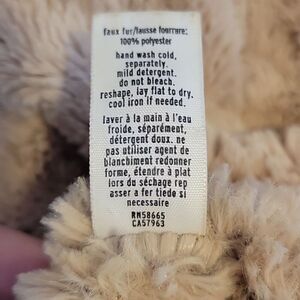 faux fur/fausse fourrure:
100% polyester
hand wash cold,
separately.
mild detergent.
do not bleach.
reshape, lay flat to dry.
cool iron if needed.
laver à la main à l'eau
froide, séparément,
détergent doux. ne
pas utiliser agent de
blanchiment redonner
forme, étendre à plat
lors du séchage rep
asser a fer tiede si
necessaire
RN58665
CA57963